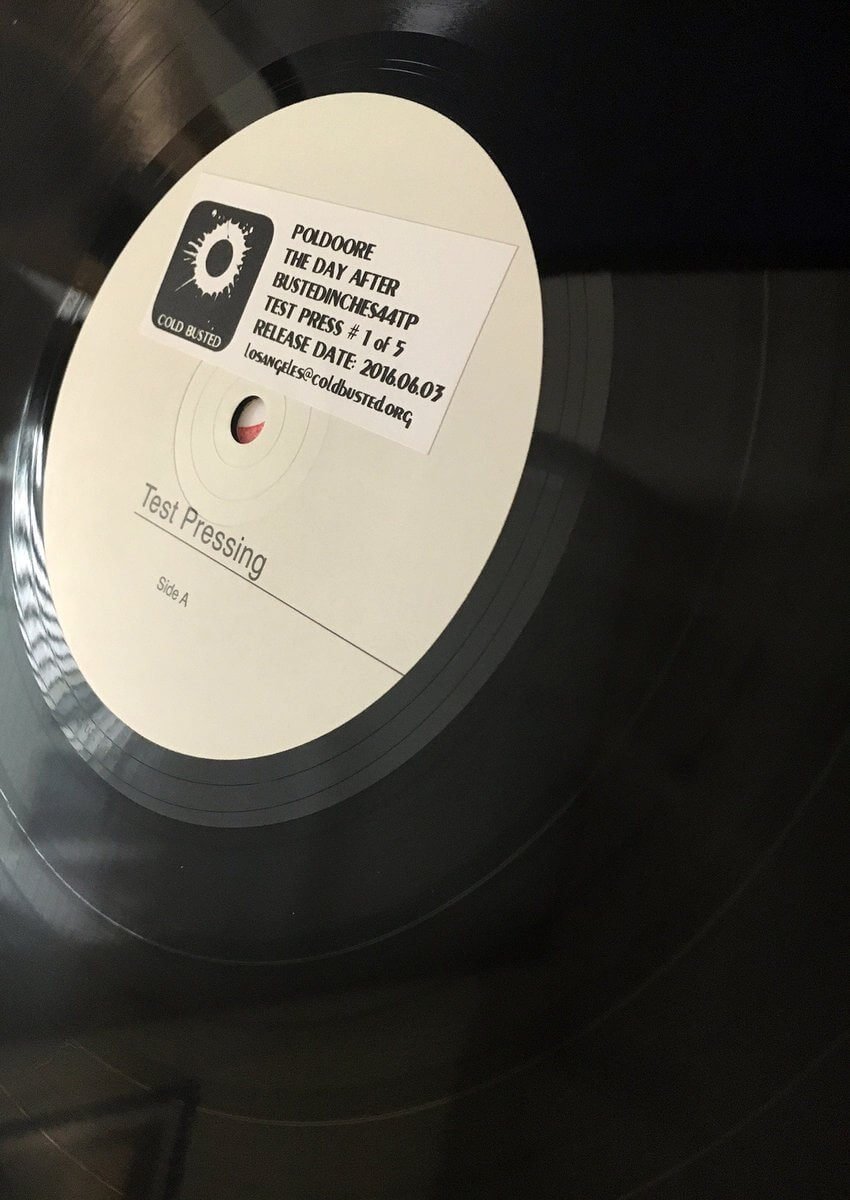 POLDOORE
THE DAY AFTER
BUSTEDINCHES44TP
TEST PRESS # 1 of 5
RELEASE DATE: 2016.06.03
LOSANGELES@COLDBUSTED.ORG
COLD BUSTED
Test Pressing
Side A